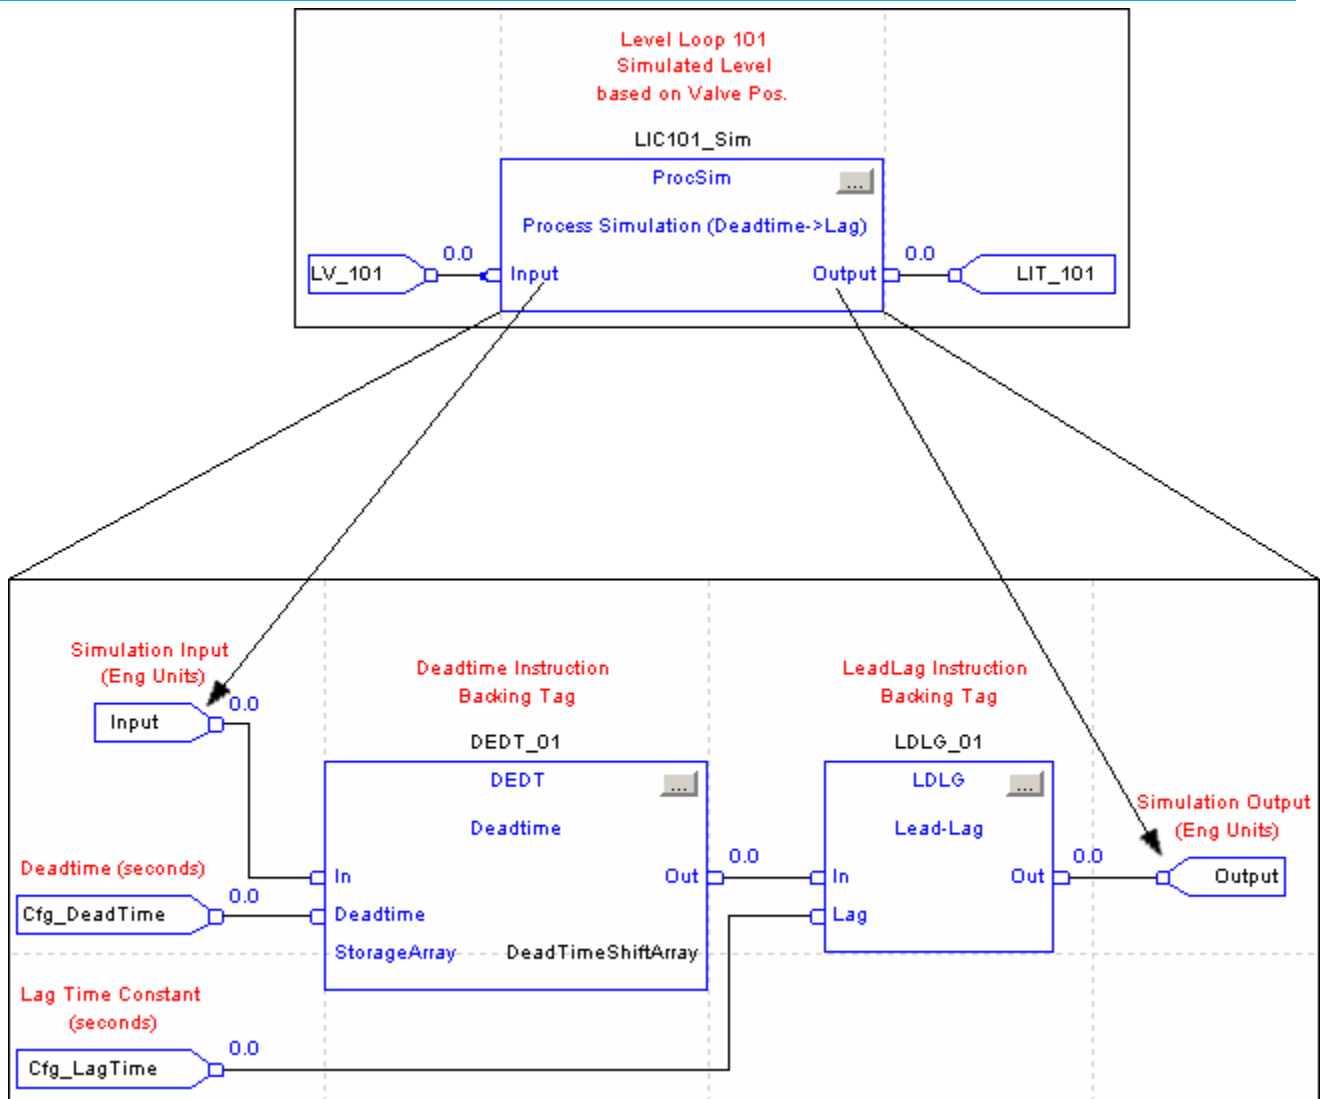 Level Loop 101
Simulated Level
based on Valve Pos.
LIC101_Sim
ProcSim
...
Process Simulation (Deadtime->Lag)
LV_101
0.0
Input
Output
0.0
LIT_101
Simulation Input
(Eng Units)
0.0
Input
Deadtime Instruction
Backing Tag
DEDT_01
DEDT
...
Deadtime
In
Out
Deadtime
StorageArray
DeadTimeShiftArray
Deadtime (seconds)
0.0
Cfg_DeadTime
Lag Time Constant
(seconds)
0.0
Cfg_LagTime
0.0
LeadLag Instruction
Backing Tag
LDLG_01
LDLG
...
Lead-Lag
In
Out
Lag
0.0
Simulation Output
(Eng Units)
Output